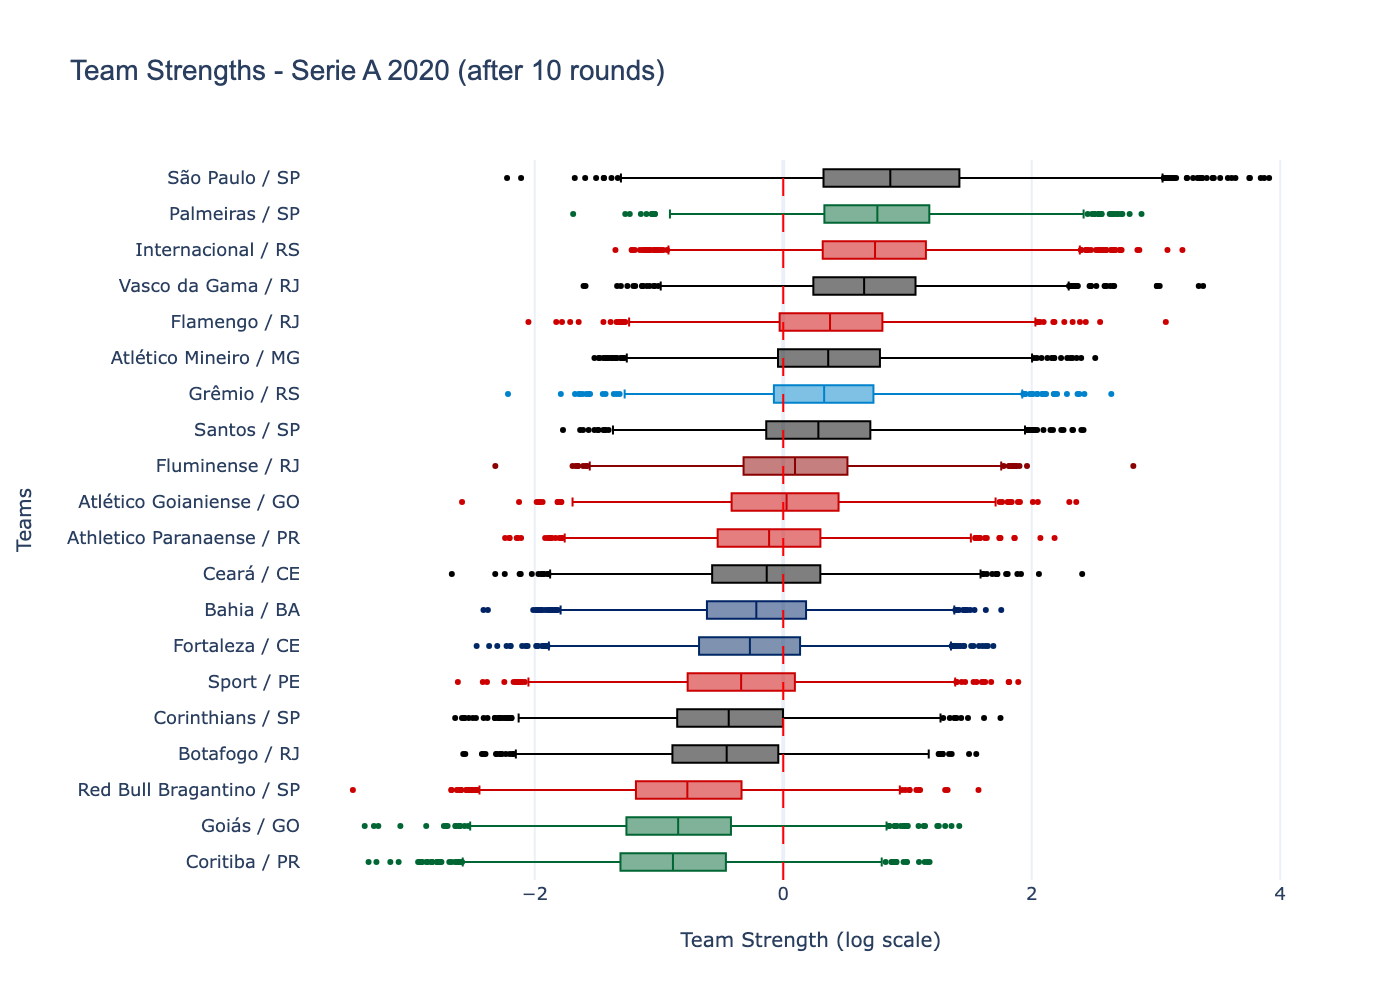 Team Strengths - Serie A 2020 (after 10 rounds)
Teams
São Paulo / SP
Palmeiras / SP
Internacional / RS
Vasco da Gama / RJ
Flamengo / RJ
Atlético Mineiro / MG
Grêmio / RS
Santos / SP
Fluminense / RJ
Atlético Goianiense / GO
Athletico Paranaense / PR
Ceará / CE
Bahia / BA
Fortaleza / CE
Sport / PE
Corinthians / SP
Botafogo / RJ
Red Bull Bragantino / SP
Goiás / GO
Coritiba / PR
−2 0 2 4
Team Strength (log scale)